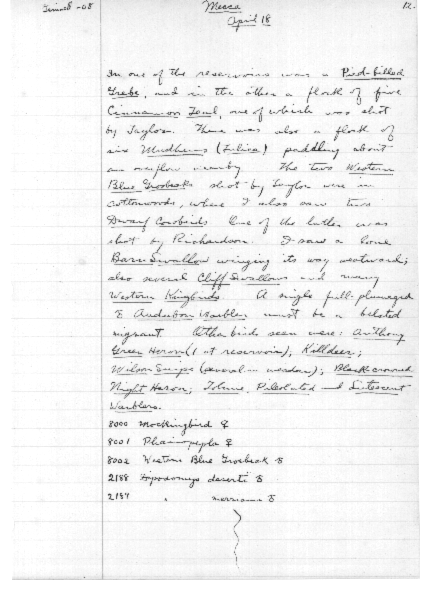 Grinnell -08
Mecca
12.
April 18
In one of the reservoirs was a Pied-billed
Grebe, and in the other a flock of five
Cinnamon Teal, one of which was shot
by Taylor. There was also a flock of
six Mudhens (Fulica) paddling about
an overflow nearby. The two Western
Blue Grosbeaks shot by Taylor were in
cottonwoods, where I also saw two
Dwarf Cowbirds. One of the latter was
shot by Richardson. I saw a lone
Barn Swallow winging its way westward;
also several Cliff Swallows and many
Western Kingbirds. A single full-plumaged
♂ Audubon Warbler must be a belated
migrant. Other birds seen were: Anthony
Green Heron (1 at reservoir); Killdeer;
Wilson Snipe (several in meadow); Black-crowned
Night Heron; Tolmie, Pileolated and Lutescent
Warblers.
8000 Mockingbird ♀
8001 Phainopepla ♀
8002 Western Blue Grosbeak ♂
2188 Dipodomys deserti ♂
2189 " merriami ♂